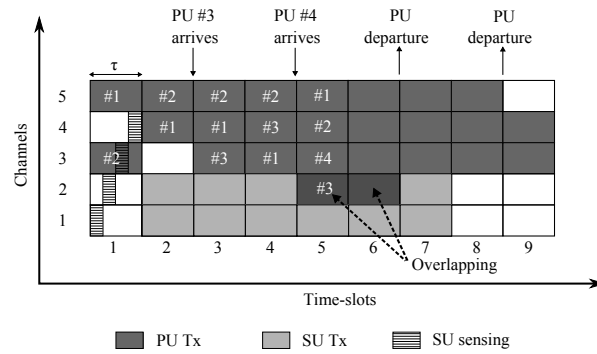 PU #3 arrives
PU #4 arrives
PU departure
PU departure
τ
Channels
5 #1 #2 #2 #2 #1
4 #1 #1 #3 #2
3 #2 #3 #1 #4
2 #3
1
1 2 3 4 5 6 7 8 9
Overlapping
Time-slots
PU Tx SU Tx SU sensing